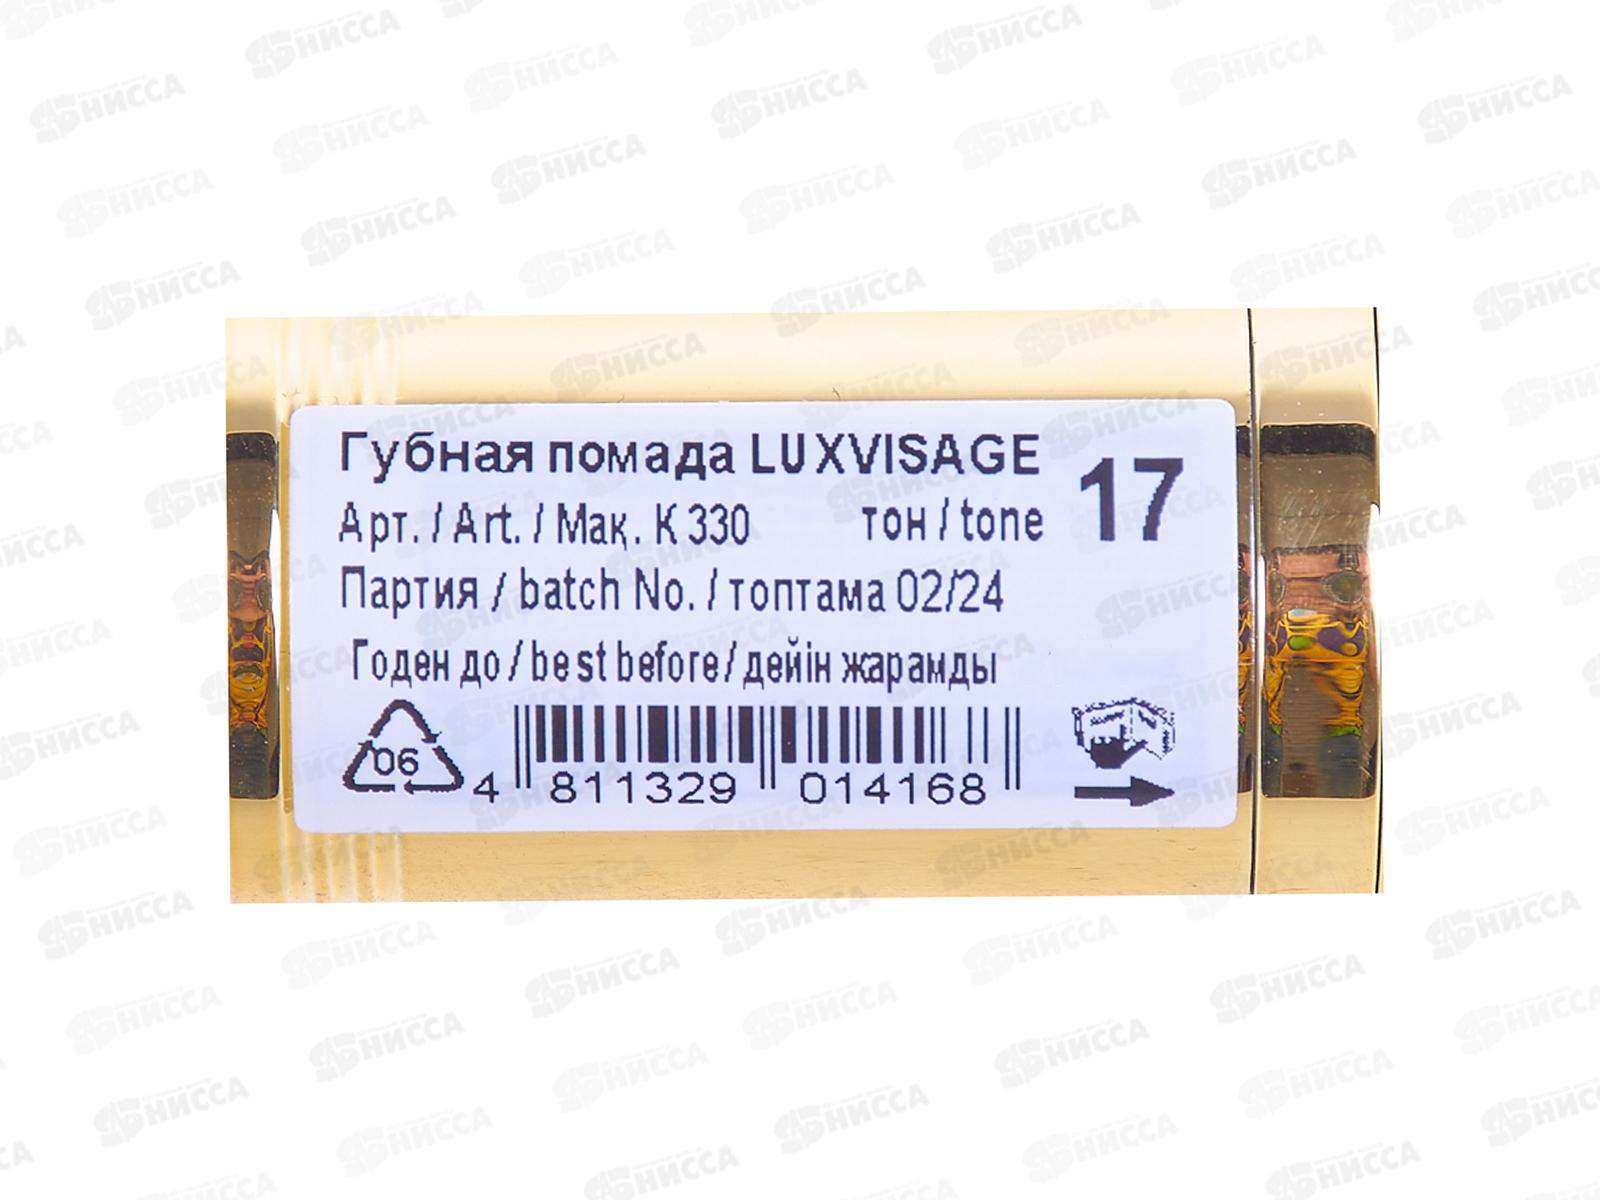 Губная помада LUXVISAGE
17
Арт. / Art. / Мақ. К 330 тон / tone
Партия / batch No. / топтама 02/24
Годен до / best before / дейін жарамды
06
4 811329 014168
НИССА